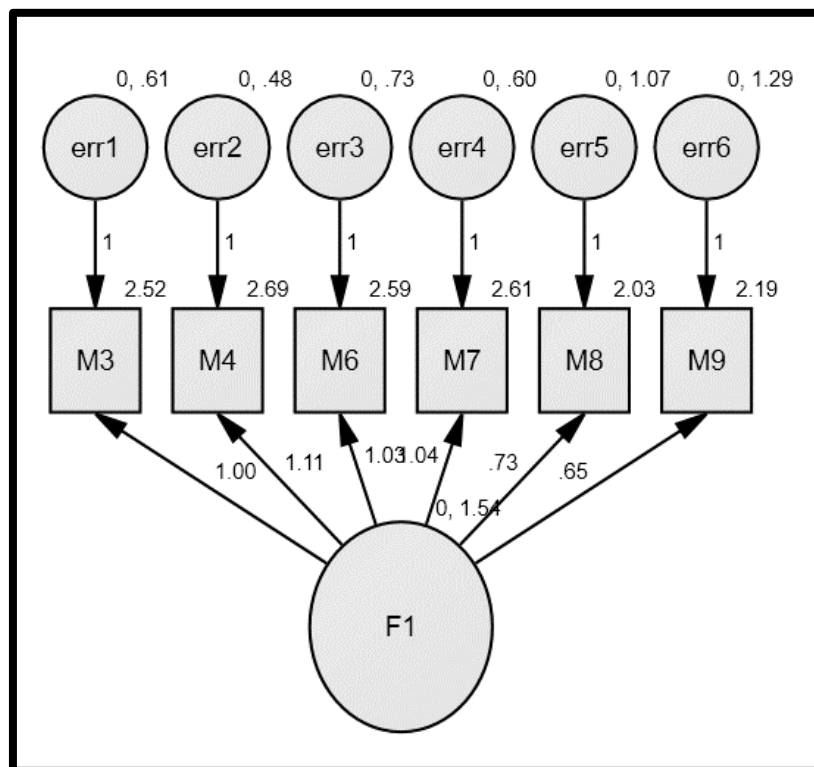 0, .61 0, .48 0, .73 0, .60 0, 1.07 0, 1.29
err1 err2 err3 err4 err5 err6
1 1 1 1 1 1
2.52 2.69 2.59 2.61 2.03 2.19
M3 M4 M6 M7 M8 M9
1.00 1.11 1.03 1.04 .73 .65
0, 1.54
F1